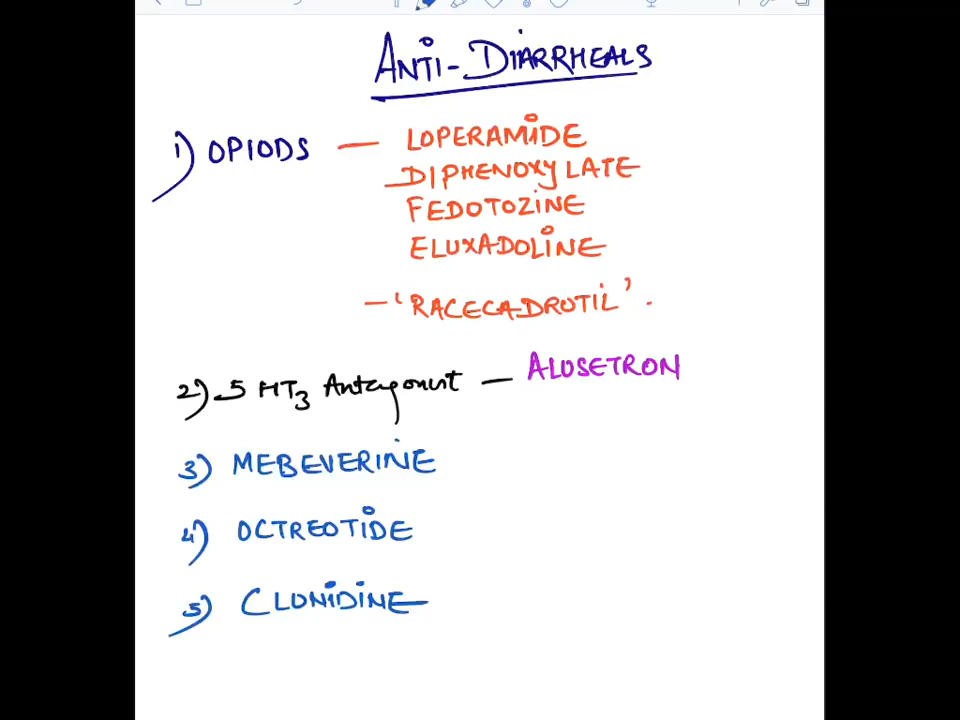 ANTI-DIARRHEALS
1) OPIODS — LOPERAMIDE
DIPHENOXYLATE
FEDOTOZINE
ELUXADOLINE
- 'RACECADROTIL'.
2) 5 HT3 Antagonist — ALOSETRON
3) MEBEVERINE
4) OCTREOTIDE
5) CLONIDINE